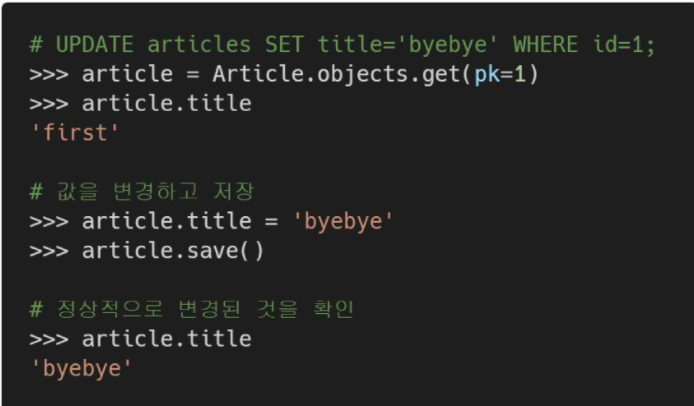 # UPDATE articles SET title='byebye' WHERE id=1;
>>> article = Article.objects.get(pk=1)
>>> article.title
'first'
# 값을 변경하고 저장
>>> article.title = 'byebye'
>>> article.save()
# 정상적으로 변경된 것을 확인
>>> article.title
'byebye'